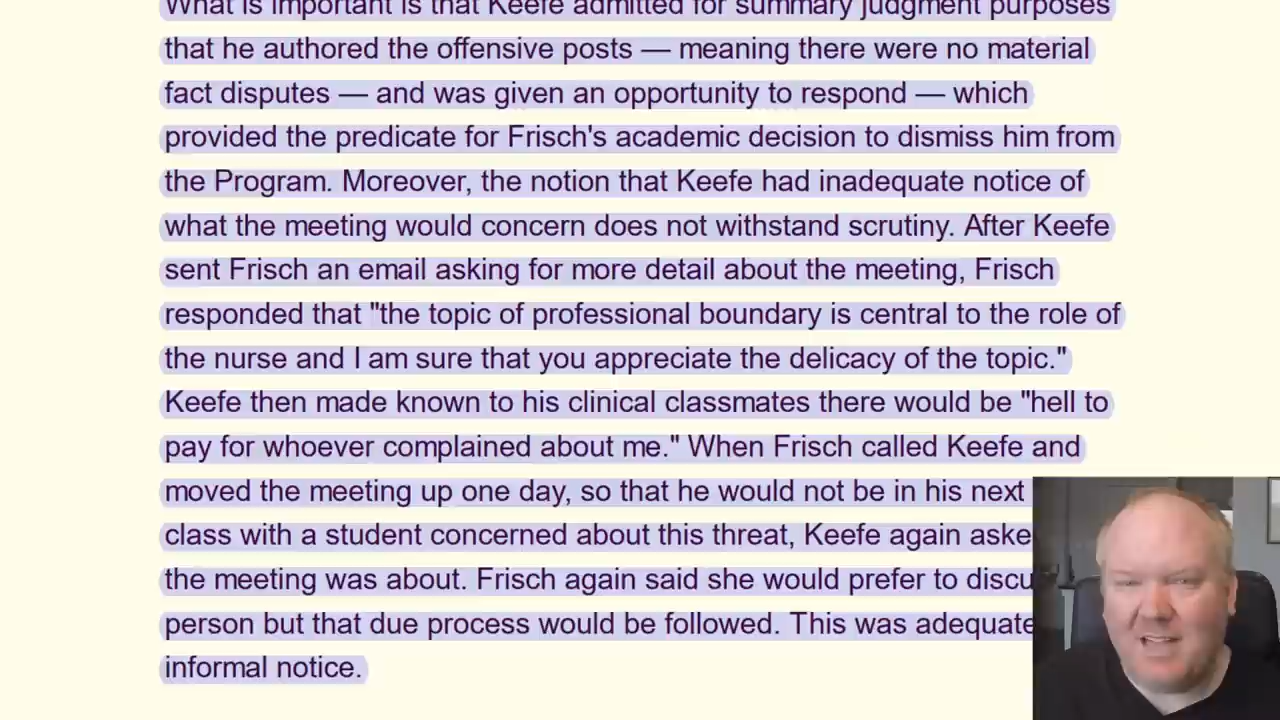 What is important is that Keefe admitted for summary judgment purposes
that he authored the offensive posts — meaning there were no material
fact disputes — and was given an opportunity to respond — which
provided the predicate for Frisch's academic decision to dismiss him from
the Program. Moreover, the notion that Keefe had inadequate notice of
what the meeting would concern does not withstand scrutiny. After Keefe
sent Frisch an email asking for more detail about the meeting, Frisch
responded that "the topic of professional boundary is central to the role of
the nurse and I am sure that you appreciate the delicacy of the topic."
Keefe then made known to his clinical classmates there would be "hell to
pay for whoever complained about me." When Frisch called Keefe and
moved the meeting up one day, so that he would not be in his next
class with a student concerned about this threat, Keefe again aske
the meeting was about. Frisch again said she would prefer to discu
person but that due process would be followed. This was adequate
informal notice.